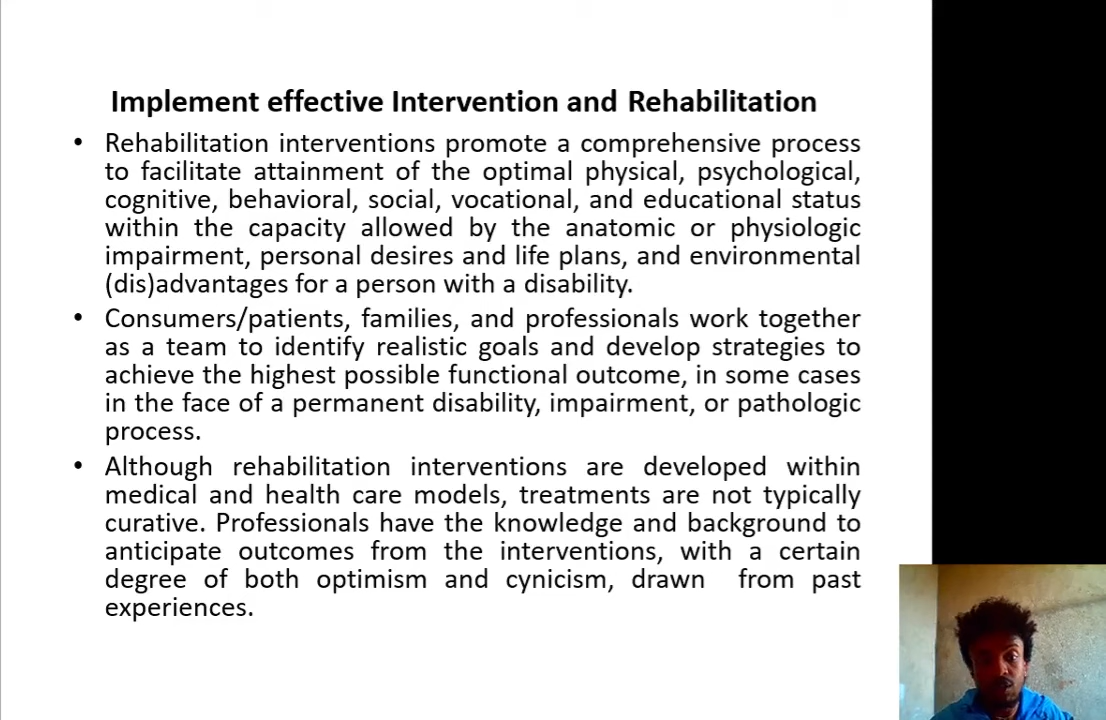 Implement effective Intervention and Rehabilitation
• Rehabilitation interventions promote a comprehensive process
to facilitate attainment of the optimal physical, psychological,
cognitive, behavioral, social, vocational, and educational status
within the capacity allowed by the anatomic or physiologic
impairment, personal desires and life plans, and environmental
(dis)advantages for a person with a disability.
• Consumers/patients, families, and professionals work together
as a team to identify realistic goals and develop strategies to
achieve the highest possible functional outcome, in some cases
in the face of a permanent disability, impairment, or pathologic
process.
• Although rehabilitation interventions are developed within
medical and health care models, treatments are not typically
curative. Professionals have the knowledge and background to
anticipate outcomes from the interventions, with a certain
degree of both optimism and cynicism, drawn from past
experiences.